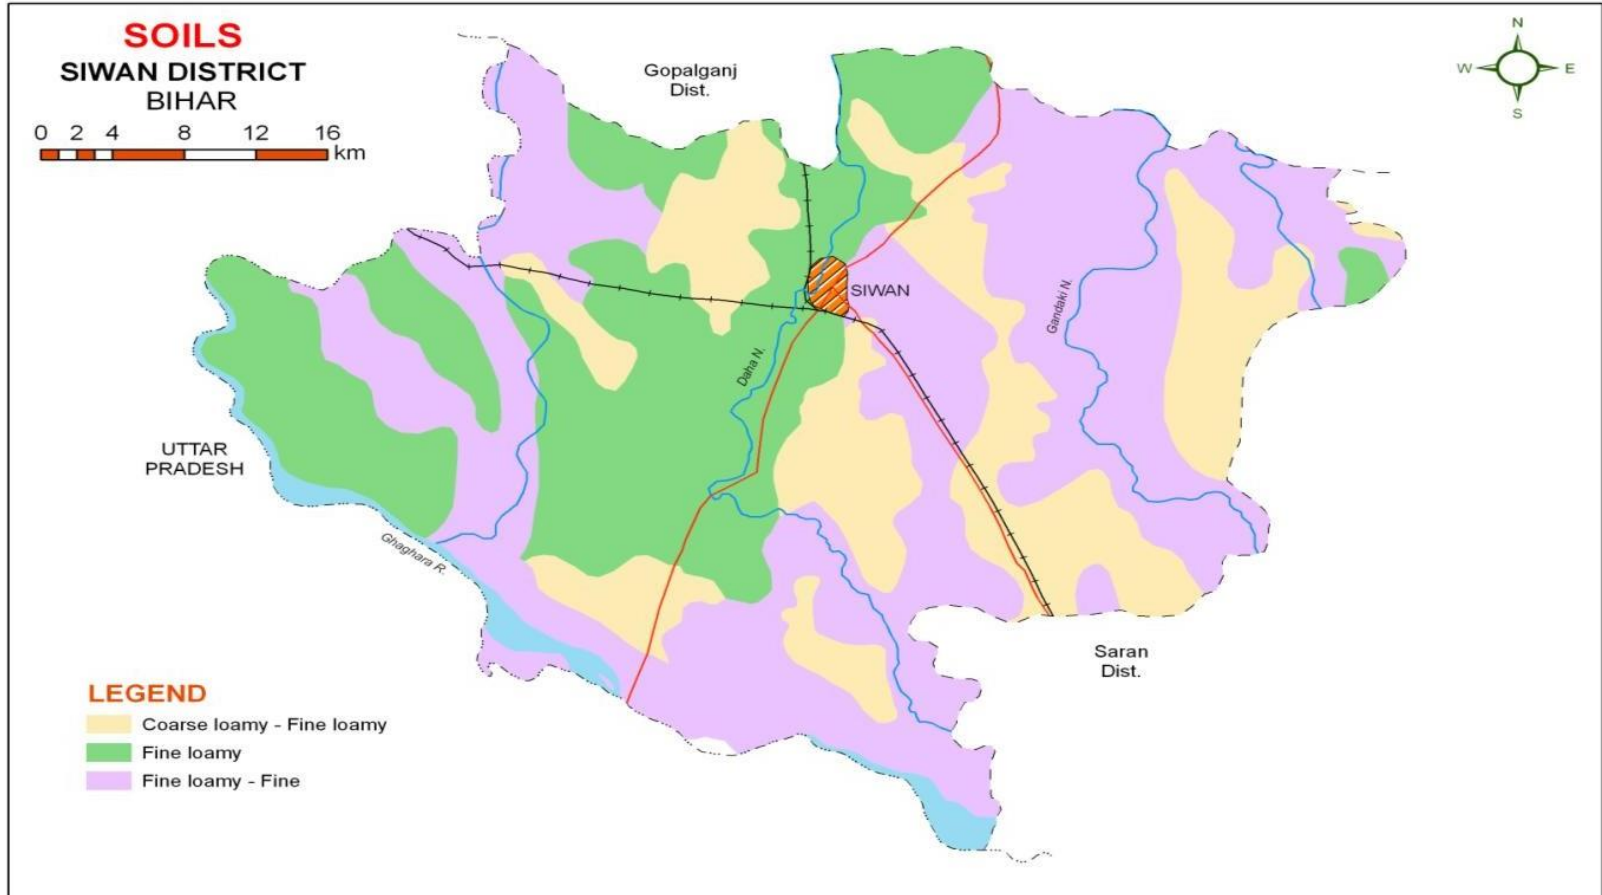 SOILS
SIWAN DISTRICT
BIHAR
0 2 4 8 12 16
km
Gopalganj
Dist.
N
W E
S
SIWAN
Gandaki N.
Daha N.
UTTAR
PRADESH
Ghaghara R.
Saran
Dist.
LEGEND
Coarse loamy - Fine loamy
Fine loamy
Fine loamy - Fine